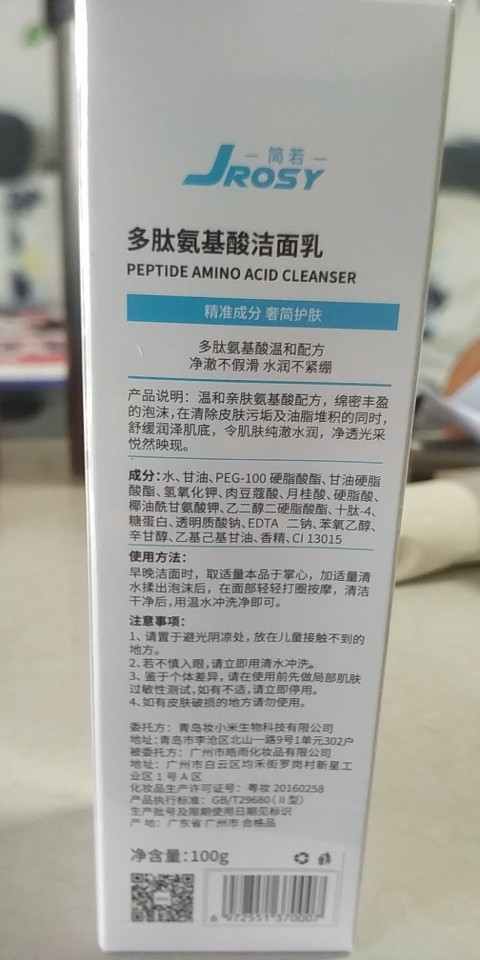 简若
JROSY
多肽氨基酸洁面乳
PEPTIDE AMINO ACID CLEANSER
精准成分 奢简护肤
多肽氨基酸温和配方
净澈不假滑 水润不紧绷
产品说明：温和亲肤氨基酸配方，绵密丰盈
的泡沫，在清除皮肤污垢及油脂堆积的同时，
舒缓润泽肌底，令肌肤纯澈水润，净透光采
悦然映现。
成分：水、甘油、PEG-100 硬脂酸酯、甘油硬脂
酸酯、氢氧化钾、肉豆蔻酸、月桂酸、硬脂酸、
椰油酰甘氨酸钾、乙二醇二硬脂酸酯、十肽-4、
糖蛋白、透明质酸钠、EDTA 二钠、苯氧乙醇、
辛甘醇、乙基己基甘油、香精、CI 13015
使用方法：
早晚洁面时，取适量本品于掌心，加适量清
水揉出泡沫后，在面部轻轻打圈按摩，清洁
干净后，用温水冲洗净即可。
注意事项：
1、请置于避光阴凉处，放在儿童接触不到的
地方。
2、若不慎入眼，请立即用清水冲洗。
3、鉴于个体差异，请在使用前先做局部肌肤
过敏性测试，如有不适，请立即停用。
4、如有皮肤破损的地方请勿使用。
委托方：青岛妆小米生物科技有限公司
地址：青岛市李沧区北山一路9号1单元302户
被委托方：广州市皓雨化妆品有限公司
地址：广州市白云区均禾街罗岗村新星工
业区 1 号 A 区
化妆品生产许可证号：粤妆 20160258
产品执行标准：GB/T29680(Ⅱ型)
生产批号及限期使用日期见标识
产 地：广东省 广州市 合格品
净含量：100g
6 972551 370007